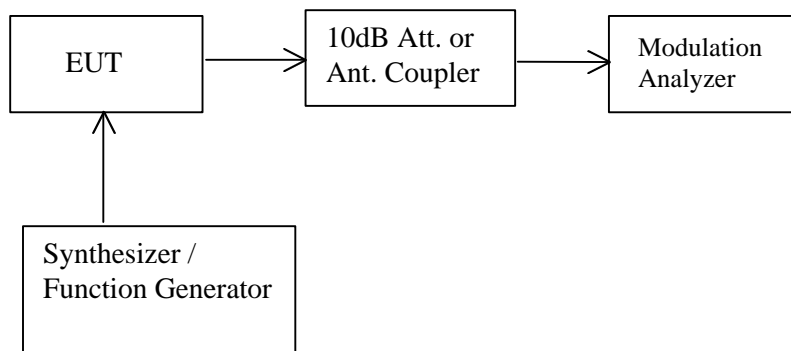 EUT
10dB Att. or
Ant. Coupler
Modulation
Analyzer
Synthesizer /
Function Generator